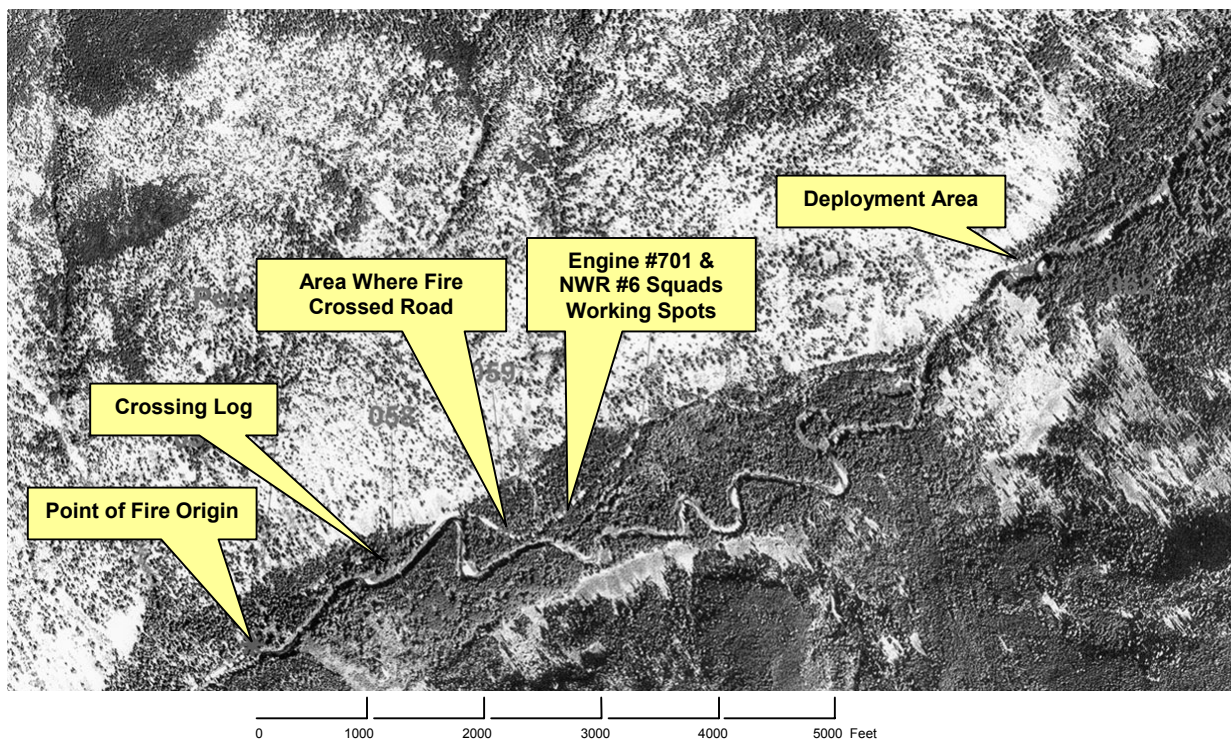 Deployment Area
Area Where Fire
Crossed Road
Engine #701 &
NWR #6 Squads
Working Spots
Crossing Log
Point of Fire Origin
059
058
0 1000 2000 3000 4000 5000 Feet